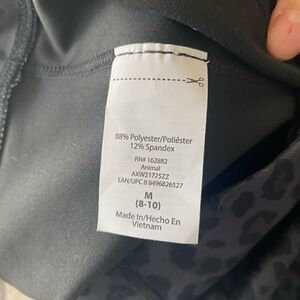 88% Polyester/Poliéster
12% Spandex
RN# 162882
Animal
AXW21775ZZ
EAN/UPC 8 8496826527
M
(8-10)
Made In/Hecho En
Vietnam